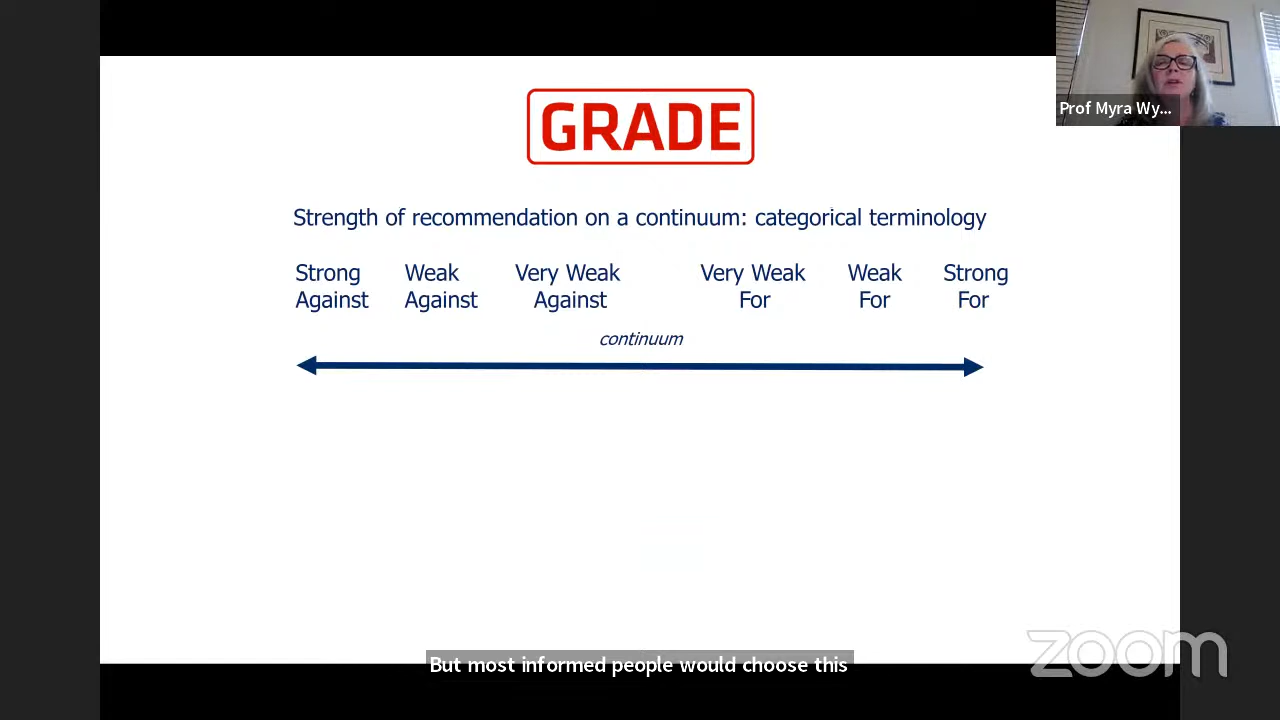 GRADE
Prof Myra Wy...
Strength of recommendation on a continuum: categorical terminology
Strong Weak Very Weak Very Weak Weak Strong
Against Against Against For For For
continuum
But most informed people would choose this
zoom